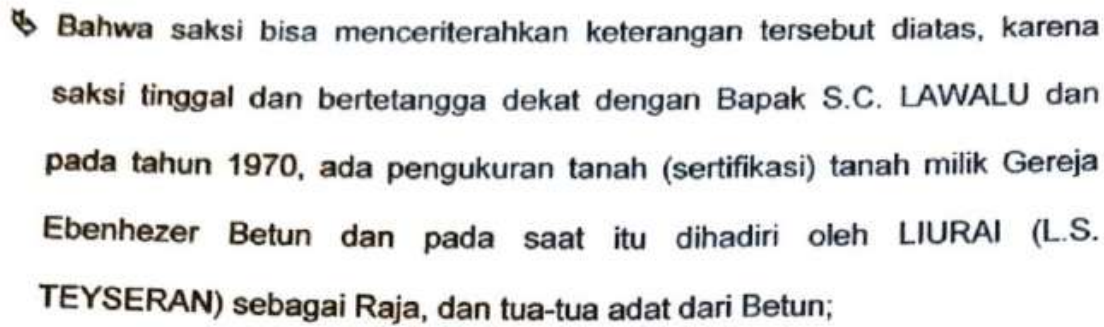 Bahwa saksi bisa menceriterahkan keterangan tersebut diatas, karena
saksi tinggal dan bertetangga dekat dengan Bapak S.C. LAWALU dan
pada tahun 1970, ada pengukuran tanah (sertifikasi) tanah milik Gereja
Ebenhezer Betun dan pada saat itu dihadiri oleh LIURAI (L.S.
TEYSERAN) sebagai Raja, dan tua-tua adat dari Betun;